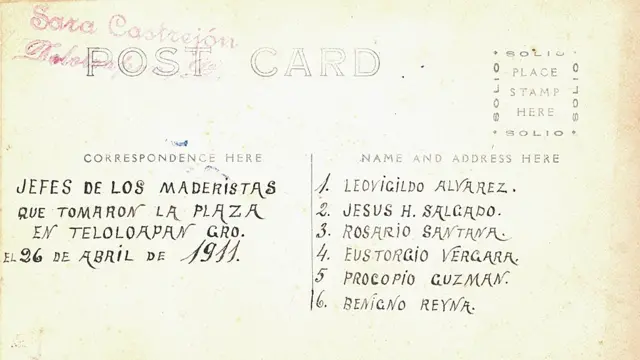 Sara Castrejón
POST CARD
SOLIO
SOLIO PLACE SOLIO
STAMP
HERE
SOLIO
CORRESPONDENCE HERE
JEFES DE LOS MADERISTAS
QUE TOMARON LA PLAZA
EN TELOLOAPAN GRO.
EL 26 DE ABRIL DE 1911.
NAME AND ADDRESS HERE
1. LEOVIGILDO ALVAREZ.
2. JESUS H. SALGADO.
3. ROSARIO SANTANA.
4. EUSTORGIO VERGARA.
5 PROCOPIO GUZMAN.
6. BENIGNO REYNA.